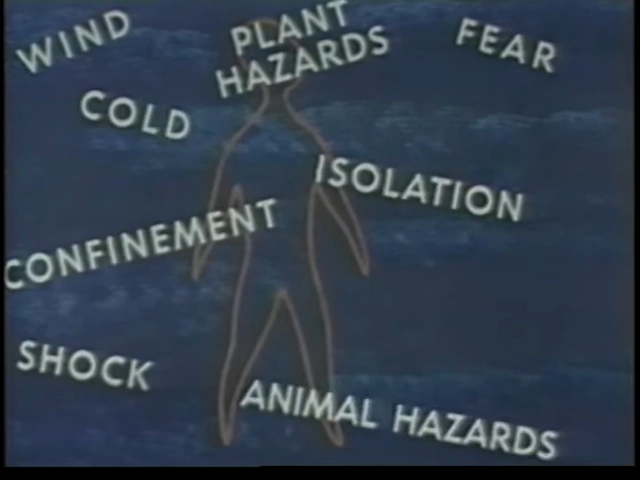 WIND
PLANT
HAZARDS
FEAR
COLD
ISOLATION
CONFINEMENT
SHOCK
ANIMAL HAZARDS